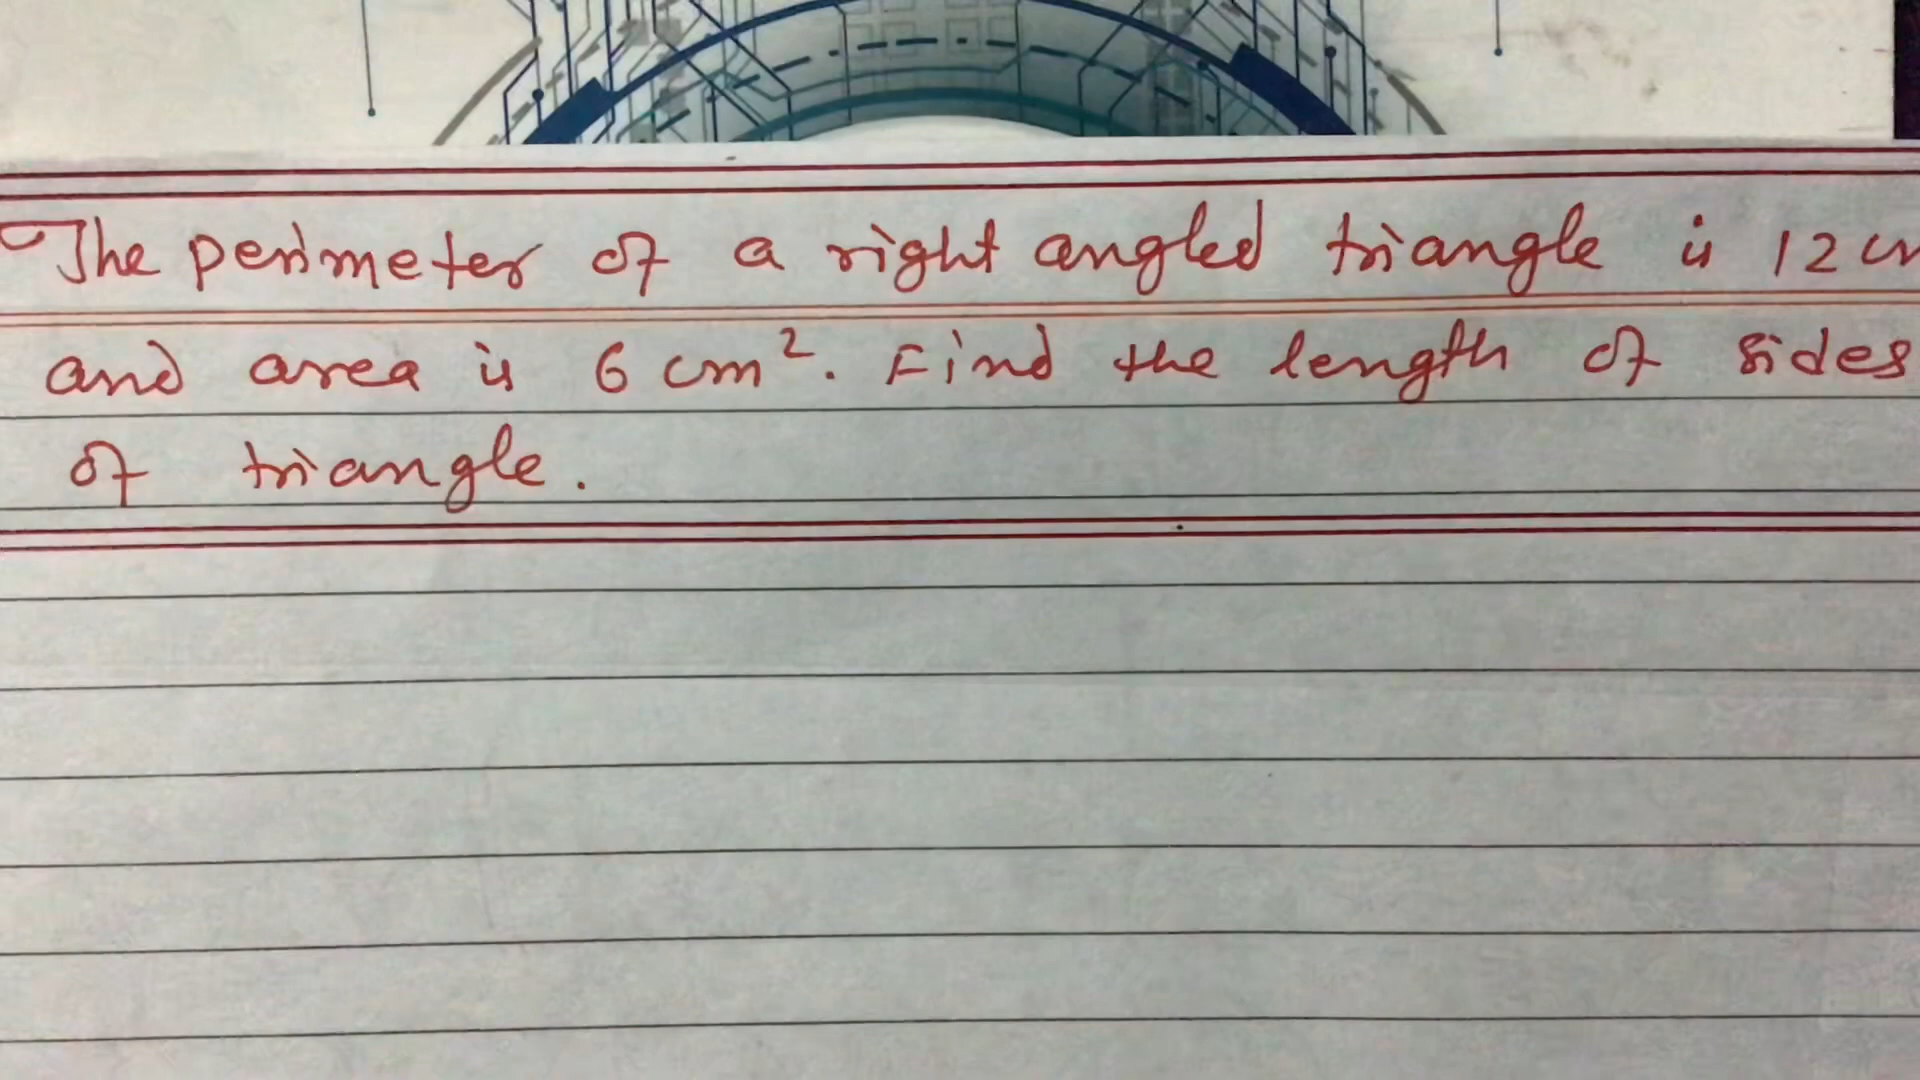 The perimeter of a right angled triangle is 12 cm
and area is 6 cm². Find the length of sides
of triangle.